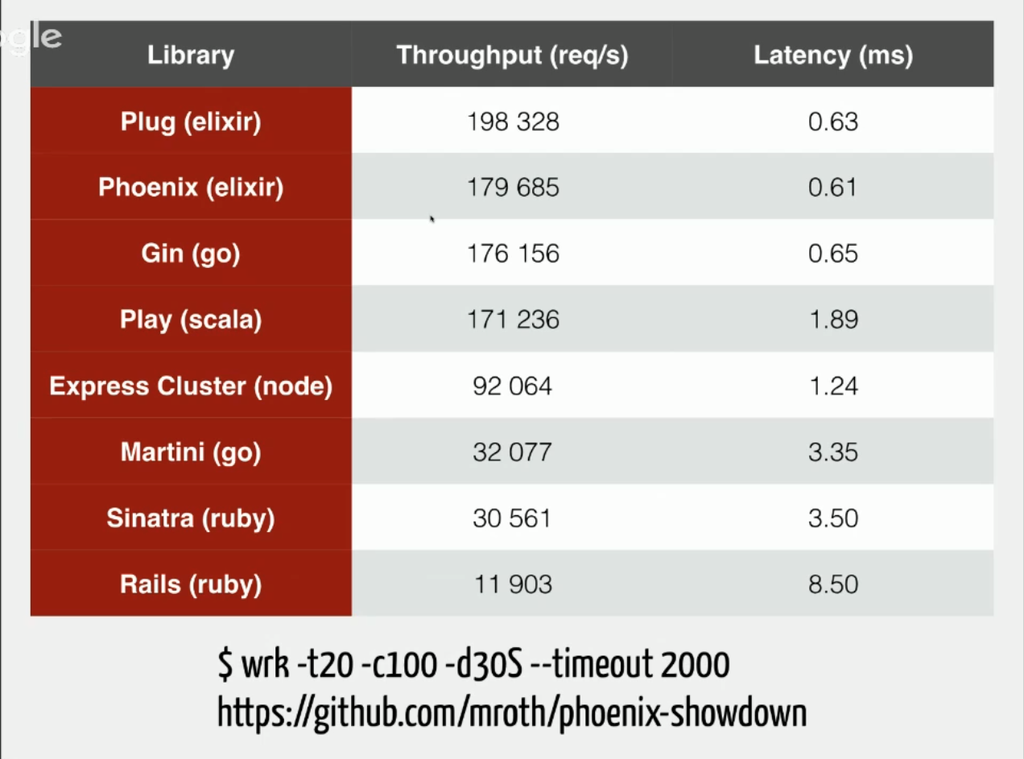 ogle
Library Throughput (req/s) Latency (ms)
Plug (elixir) 198 328 0.63
Phoenix (elixir) 179 685 0.61
Gin (go) 176 156 0.65
Play (scala) 171 236 1.89
Express Cluster (node) 92 064 1.24
Martini (go) 32 077 3.35
Sinatra (ruby) 30 561 3.50
Rails (ruby) 11 903 8.50
$ wrk -t20 -c100 -d30S --timeout 2000
https://github.com/mroth/phoenix-showdown